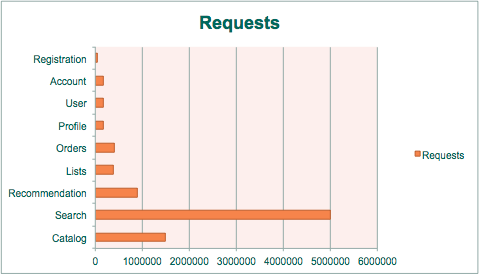 Requests
Registration
Account
User
Profile
Orders
Lists
Recommendation
Search
Catalog
Requests
0 1000000 2000000 3000000 4000000 5000000 6000000